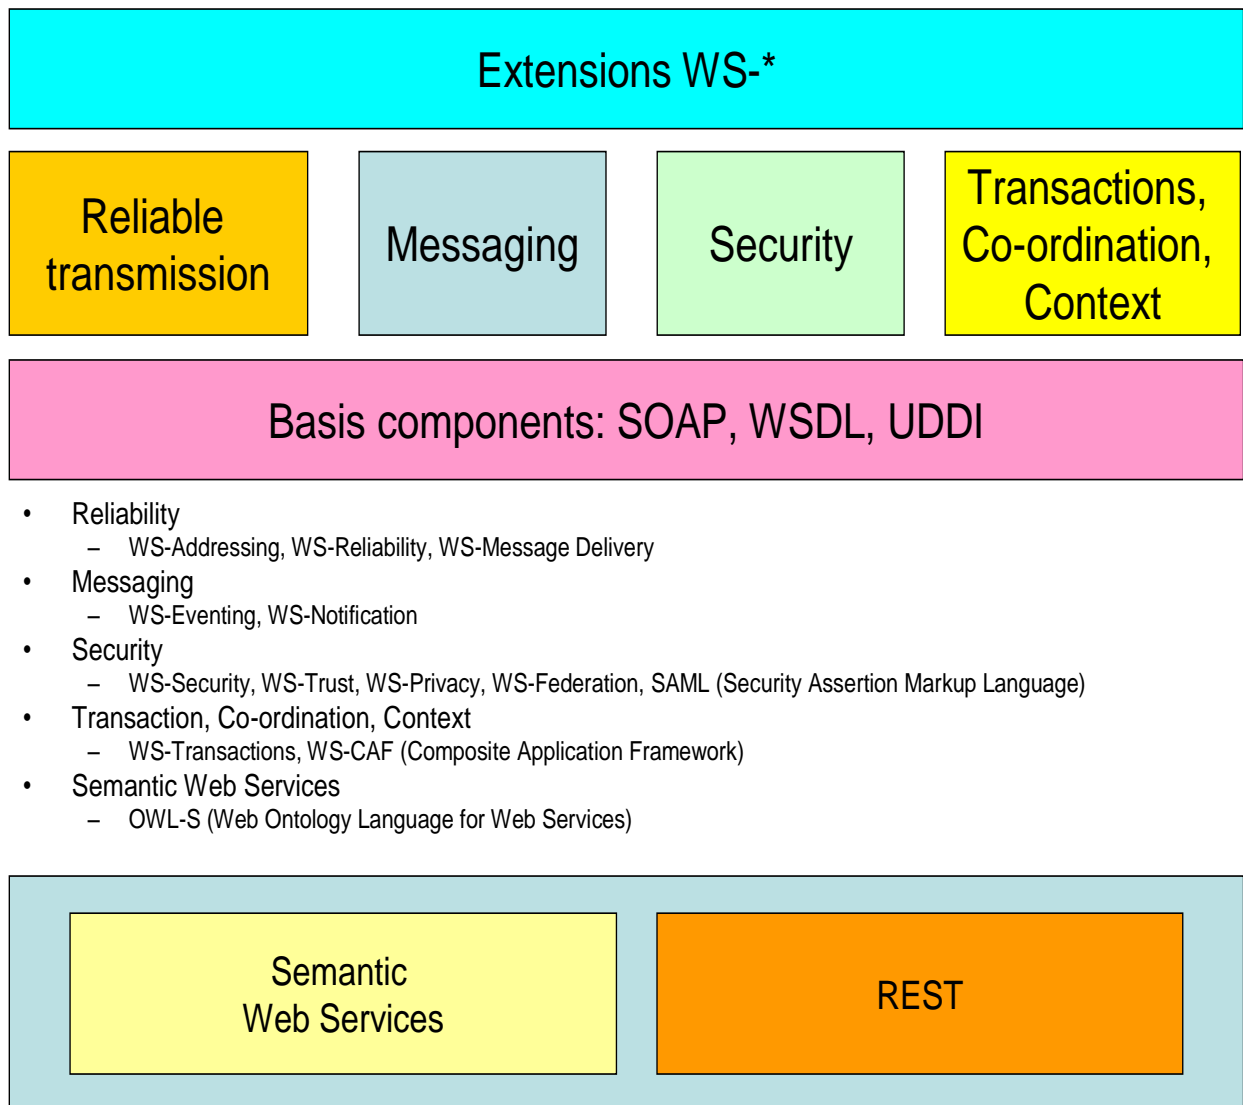 Extensions WS-*
Reliable
transmission
Messaging
Security
Transactions,
Co-ordination,
Context
Basis components: SOAP, WSDL, UDDI
• Reliability
– WS-Addressing, WS-Reliability, WS-Message Delivery
• Messaging
– WS-Eventing, WS-Notification
• Security
– WS-Security, WS-Trust, WS-Privacy, WS-Federation, SAML (Security Assertion Markup Language)
• Transaction, Co-ordination, Context
– WS-Transactions, WS-CAF (Composite Application Framework)
• Semantic Web Services
– OWL-S (Web Ontology Language for Web Services)
Semantic
Web Services
REST